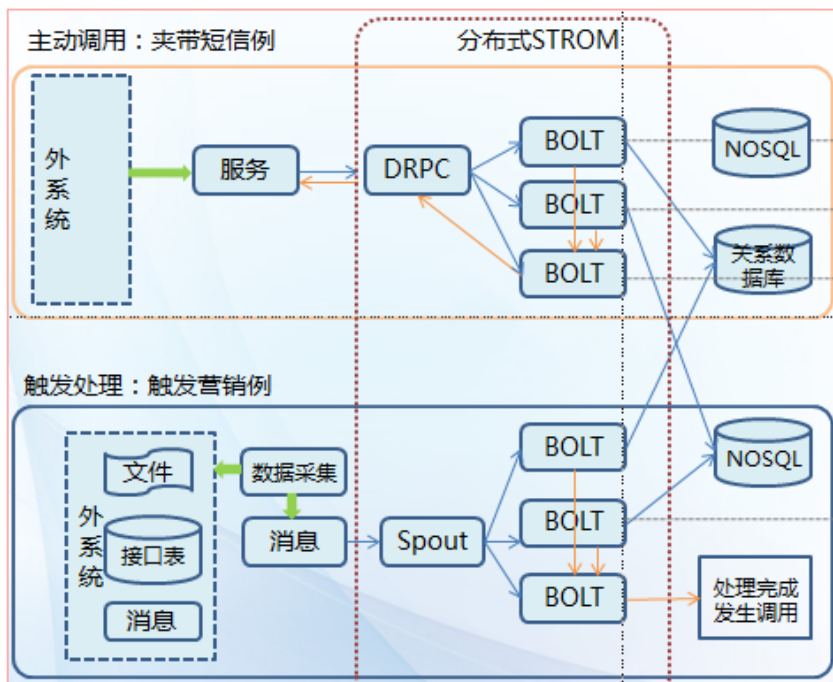 主动调用：夹带短信例
分布式STROM
外
系
统
服务
DRPC
BOLT
BOLT
BOLT
NOSQL
关系数
据库
触发处理：触发营销例
外
系
统
文件
接口表
消息
数据采集
消息
Spout
BOLT
BOLT
BOLT
NOSQL
处理完成
发生调用